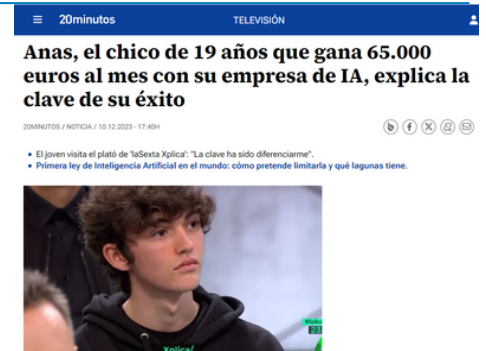 20minutos
TELEVISIÓN
Anas, el chico de 19 años que gana 65.000
euros al mes con su empresa de IA, explica la
clave de su éxito
20MINUTOS / NOTICIA / 10.12.2023 - 17:40H
El joven visita el plató de 'laSexta Xplica': "La clave ha sido diferenciarme".
Primera ley de Inteligencia Artificial en el mundo: cómo pretende limitarla y qué lagunas tiene.
Xplica/